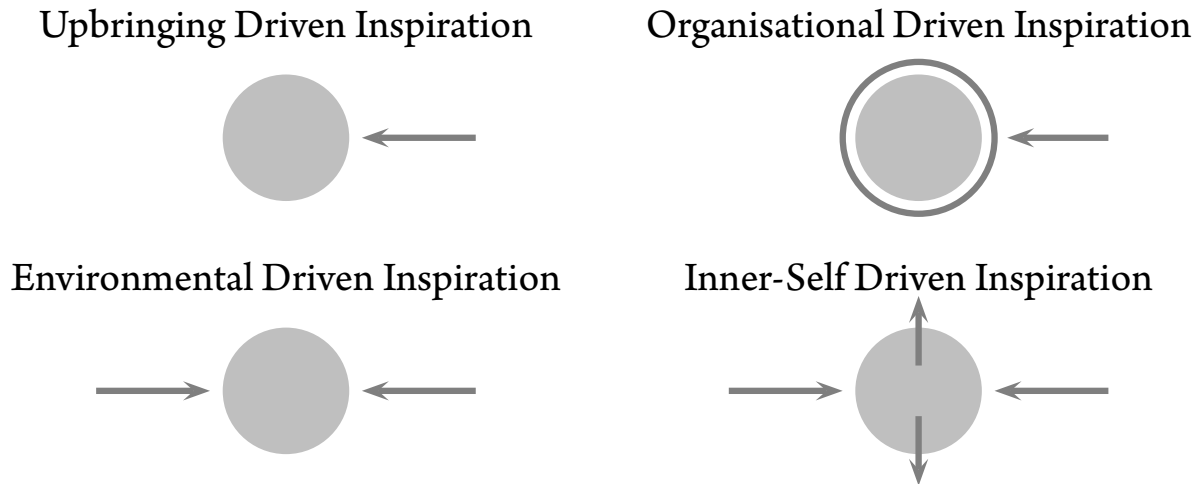 Upbringing Driven Inspiration
Organisational Driven Inspiration
Environmental Driven Inspiration
Inner-Self Driven Inspiration